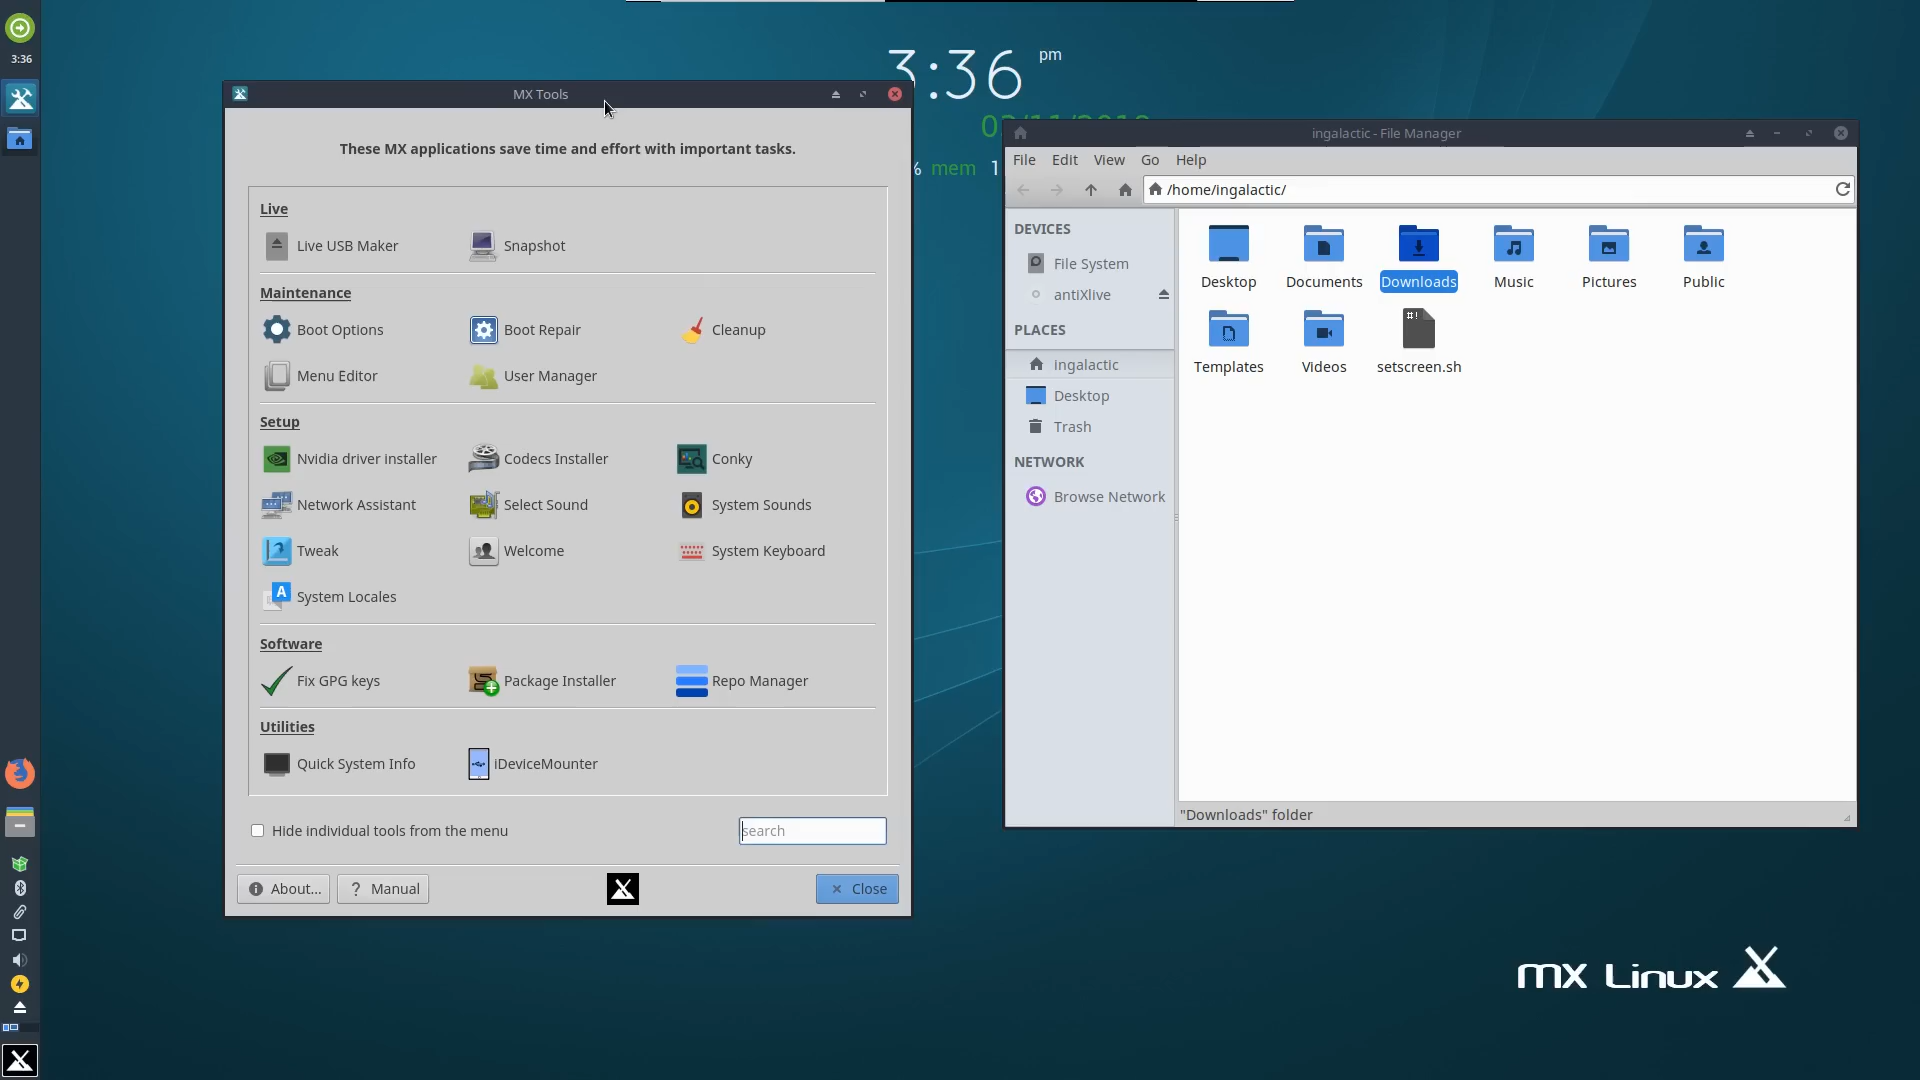 3:36
3:36 pm
% mem 1
MX Tools
These MX applications save time and effort with important tasks.
Live
Live USB Maker Snapshot
Maintenance
Boot Options Boot Repair Cleanup
Menu Editor User Manager
Setup
Nvidia driver installer Codecs Installer Conky
Network Assistant Select Sound System Sounds
Tweak Welcome System Keyboard
System Locales
Software
Fix GPG keys Package Installer Repo Manager
Utilities
Quick System Info iDeviceMounter
Hide individual tools from the menu search
About... ? Manual Close
ingalactic - File Manager
File Edit View Go Help
/home/ingalactic/
DEVICES
File System
antiXlive
PLACES
ingalactic
Desktop
Trash
NETWORK
Browse Network
Desktop Documents Downloads Music Pictures Public
#!
Templates Videos setscreen.sh
"Downloads" folder
mx Linux